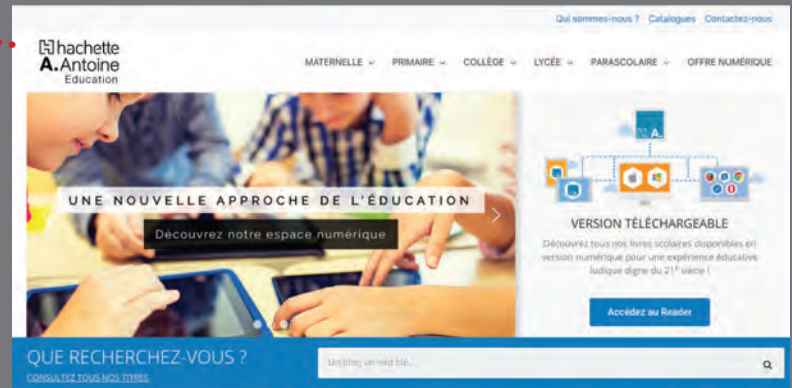 Qui sommes-nous ? Catalogues Contactez-nous
hachette
A.Antoine
Education
MATERNELLE PRIMAIRE COLLÈGE LYCÉE PARASCOLAIRE OFFRE NUMÉRIQUE
A.
UNE NOUVELLE APPROCHE DE L'ÉDUCATION
Découvrez notre espace numérique
VERSION TÉLÉCHARGEABLE
Découvrez tous nos livres scolaires disponibles en
version numérique pour une expérience éducative
ludique digne du 21e siècle !
Accédez au Reader
QUE RECHERCHEZ-VOUS ?
CONSULTEZ TOUS NOS TITRES
Un titre, un mot clé...